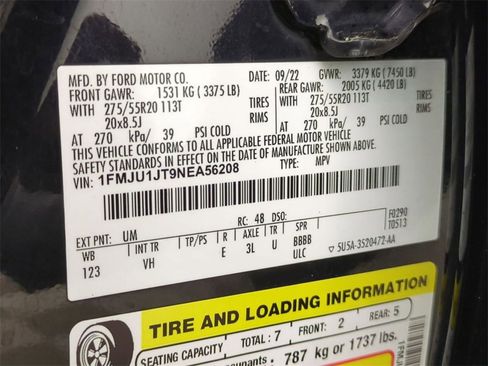 MFD. BY FORD MOTOR CO. 09/22 GVWR: 3379 KG ( 7450 LB)
FRONT GAWR: 1531 KG ( 3375 LB) REAR GAWR: 2005 KG ( 4420 LB)
WITH 275/55R20 113T TIRES WITH 275/55R20 113T TIRES
20x8.5J RIMS 20x8.5J RIMS
AT 270 kPa/ 39 PSI COLD AT 270 kPa/ 39 PSI COLD
THIS VEHICLE CONFORMS TO ALL APPLICABLE FEDERAL MOTOR VEHICLE
SAFETY STANDARDS IN EFFECT ON THE DATE OF MANUFACTURE SHOWN ABOVE.
VIN: 1FMJU1JT9NEA56208 TYPE: MPV
F0290
T0513
EXT PNT: UM RC: 48 DSO:
WB INT TR TP/PS R AXLE TR SPR
123 VH E 3L U BBBB
ULC 5U5A-3520472-AA
TIRE AND LOADING INFORMATION
SEATING CAPACITY TOTAL: 7 FRONT: 2 REAR: 5
787 kg or 1737 lbs.